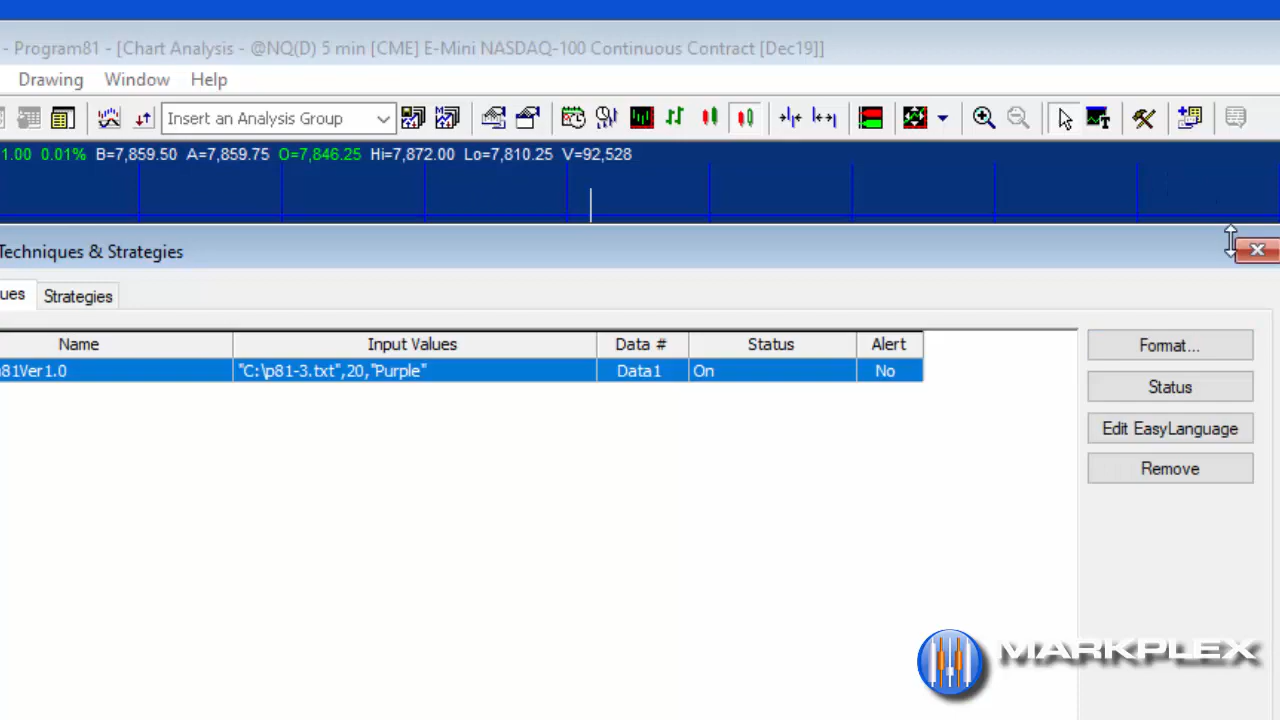 - Program81 - [Chart Analysis - @NQ(D) 5 min [CME] E-Mini NASDAQ-100 Continuous Contract [Dec19]]
Drawing Window Help
Insert an Analysis Group
1.00 0.01% B=7,859.50 A=7,859.75 O=7,846.25 Hi=7,872.00 Lo=7,810.25 V=92,528
Techniques & Strategies
ues Strategies
Name Input Values Data # Status Alert
81Ver1.0 "C:\p81-3.txt",20,"Purple" Data1 On No
Format...
Status
Edit EasyLanguage
Remove
MARKPLEX